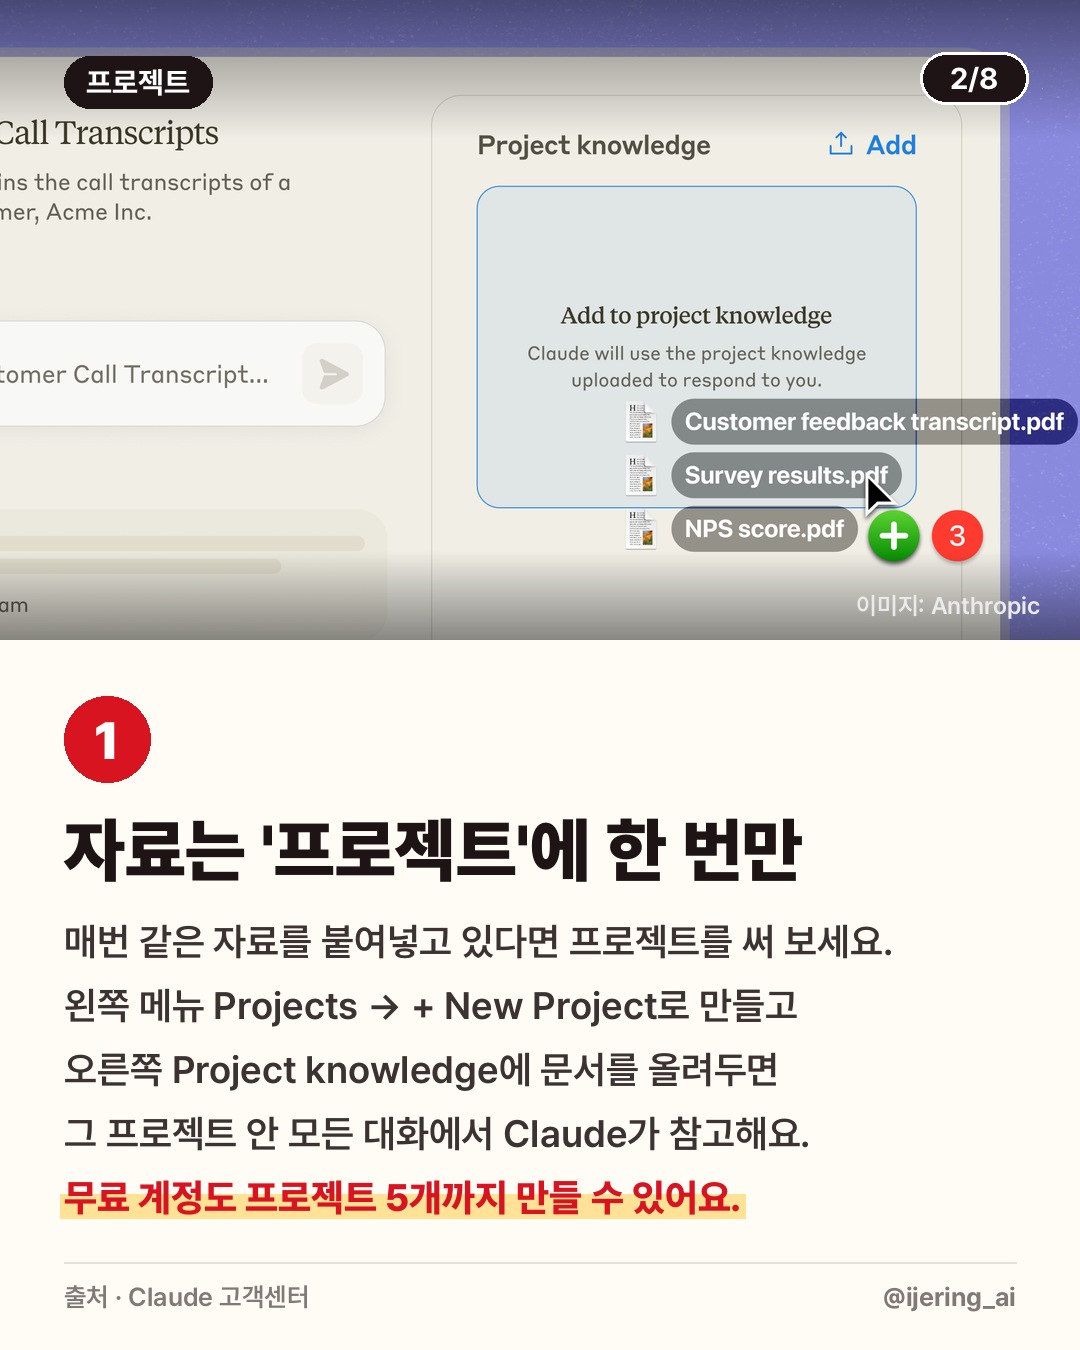 프로젝트
2/8
Call Transcripts
ins the call transcripts of a
mer, Acme Inc.
tomer Call Transcript...
am
Project knowledge
Add
Add to project knowledge
Claude will use the project knowledge
uploaded to respond to you.
Customer feedback transcript.pdf
Survey results.pdf
NPS score.pdf
3
이미지: Anthropic
1
자료는 '프로젝트'에 한 번만
매번 같은 자료를 붙여넣고 있다면 프로젝트를 써 보세요.
왼쪽 메뉴 Projects → + New Project로 만들고
오른쪽 Project knowledge에 문서를 올려두면
그 프로젝트 안 모든 대화에서 Claude가 참고해요.
무료 계정도 프로젝트 5개까지 만들 수 있어요.
출처 · Claude 고객센터
@ijering_ai